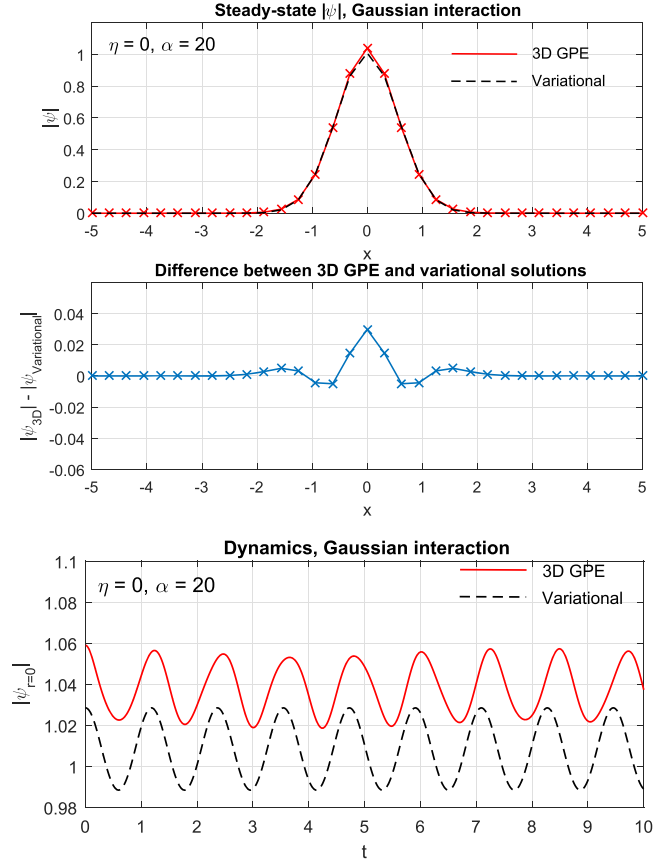 Steady-state |ψ|, Gaussian interaction
η = 0, α = 20
3D GPE
Variational
1
0.8
0.6
0.4
0.2
0
|ψ|
-5 -4 -3 -2 -1 0 1 2 3 4 5
x
Difference between 3D GPE and variational solutions
0.04
0.02
0
-0.02
-0.04
-0.06
|ψ3D| - |ψVariational|
-5 -4 -3 -2 -1 0 1 2 3 4 5
x
Dynamics, Gaussian interaction
η = 0, α = 20
3D GPE
Variational
1.1
1.08
1.06
1.04
1.02
1
0.98
|ψr=0|
0 1 2 3 4 5 6 7 8 9 10
t